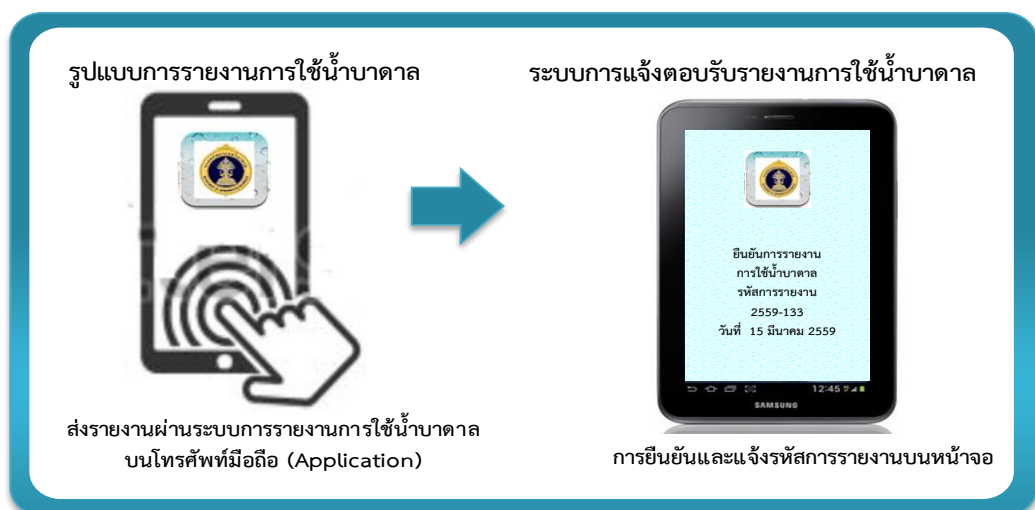 รูปแบบการรายงานการใช้น้ำบาดาล
ส่งรายงานผ่านระบบการรายงานการใช้น้ำบาดาล
บนโทรศัพท์มือถือ (Application)
ระบบการแจ้งตอบรับรายงานการใช้น้ำบาดาล
ยืนยันการรายงาน
การใช้น้ำบาดาล
รหัสการรายงาน
2559-133
วันที่ 15 มีนาคม 2559
12:45
SAMSUNG
การยืนยันและแจ้งรหัสการรายงานบนหน้าจอ